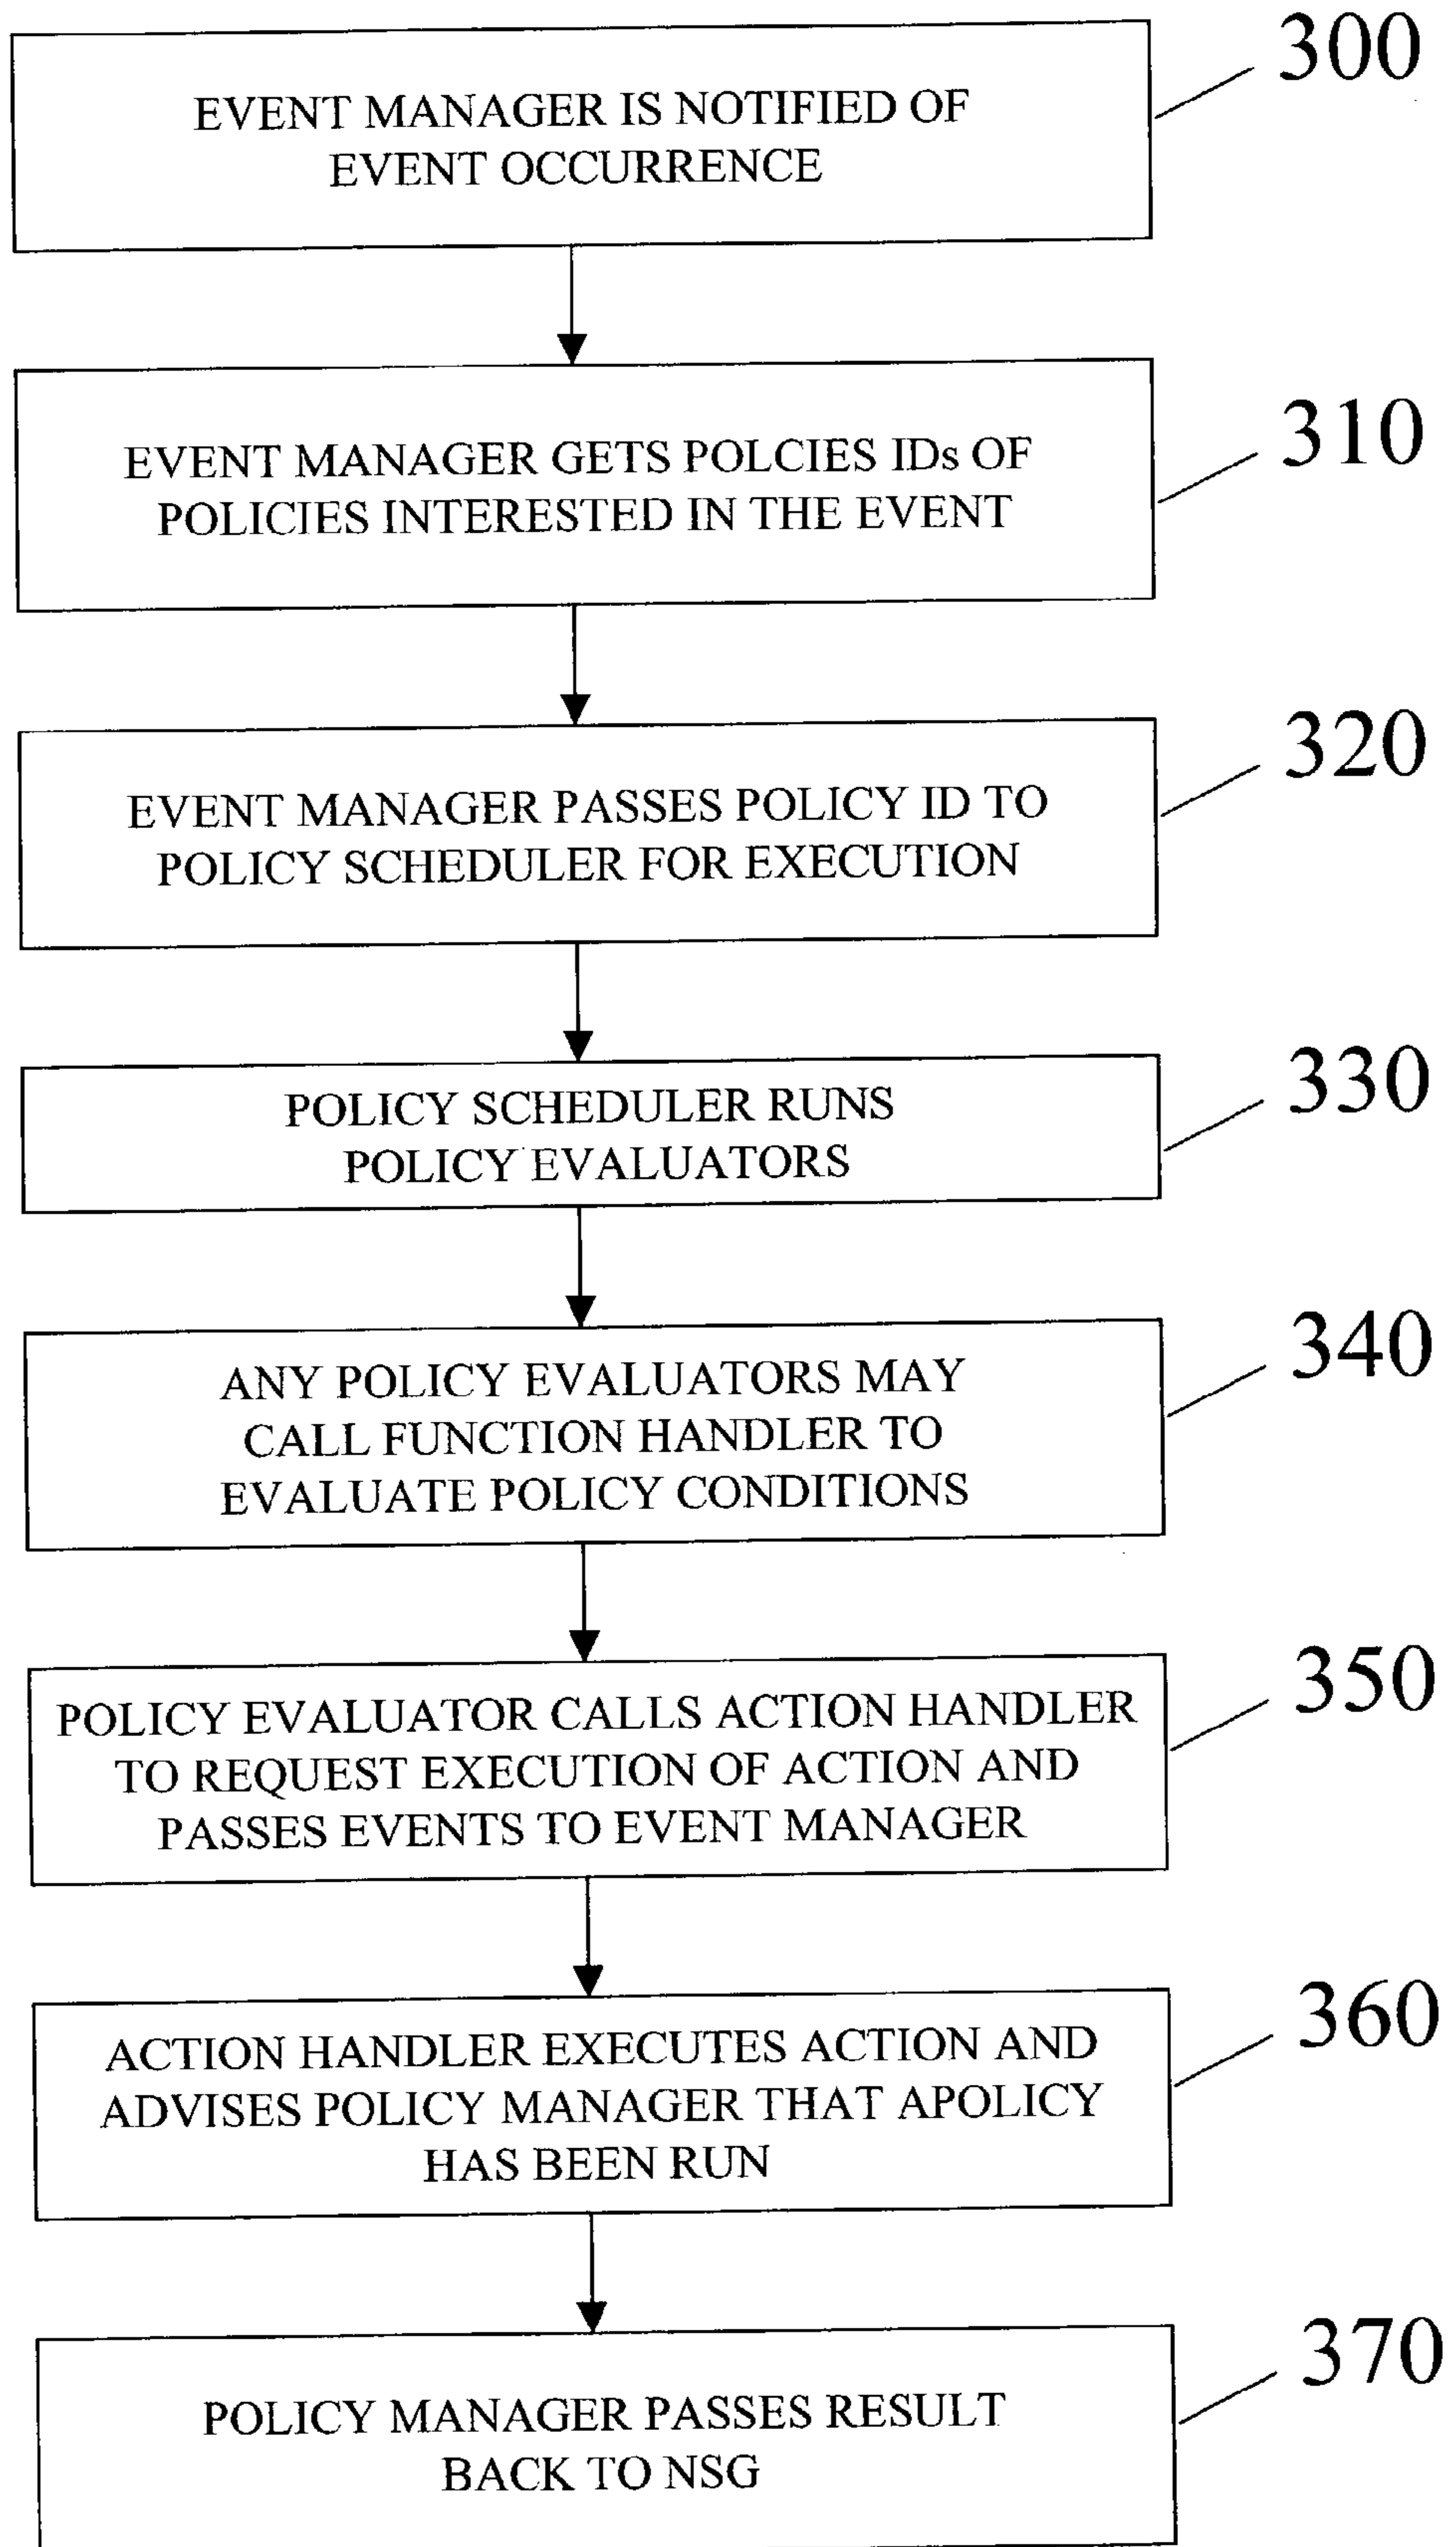 300
EVENT MANAGER IS NOTIFIED OF
EVENT OCCURRENCE
310
EVENT MANAGER GETS POLCIES IDs OF
POLICIES INTERESTED IN THE EVENT
320
EVENT MANAGER PASSES POLICY ID TO
POLICY SCHEDULER FOR EXECUTION
330
POLICY SCHEDULER RUNS
POLICY EVALUATORS
340
ANY POLICY EVALUATORS MAY
CALL FUNCTION HANDLER TO
EVALUATE POLICY CONDITIONS
350
POLICY EVALUATOR CALLS ACTION HANDLER
TO REQUEST EXECUTION OF ACTION AND
PASSES EVENTS TO EVENT MANAGER
360
ACTION HANDLER EXECUTES ACTION AND
ADVISES POLICY MANAGER THAT APOLICY
HAS BEEN RUN
370
POLICY MANAGER PASSES RESULT
BACK TO NSG